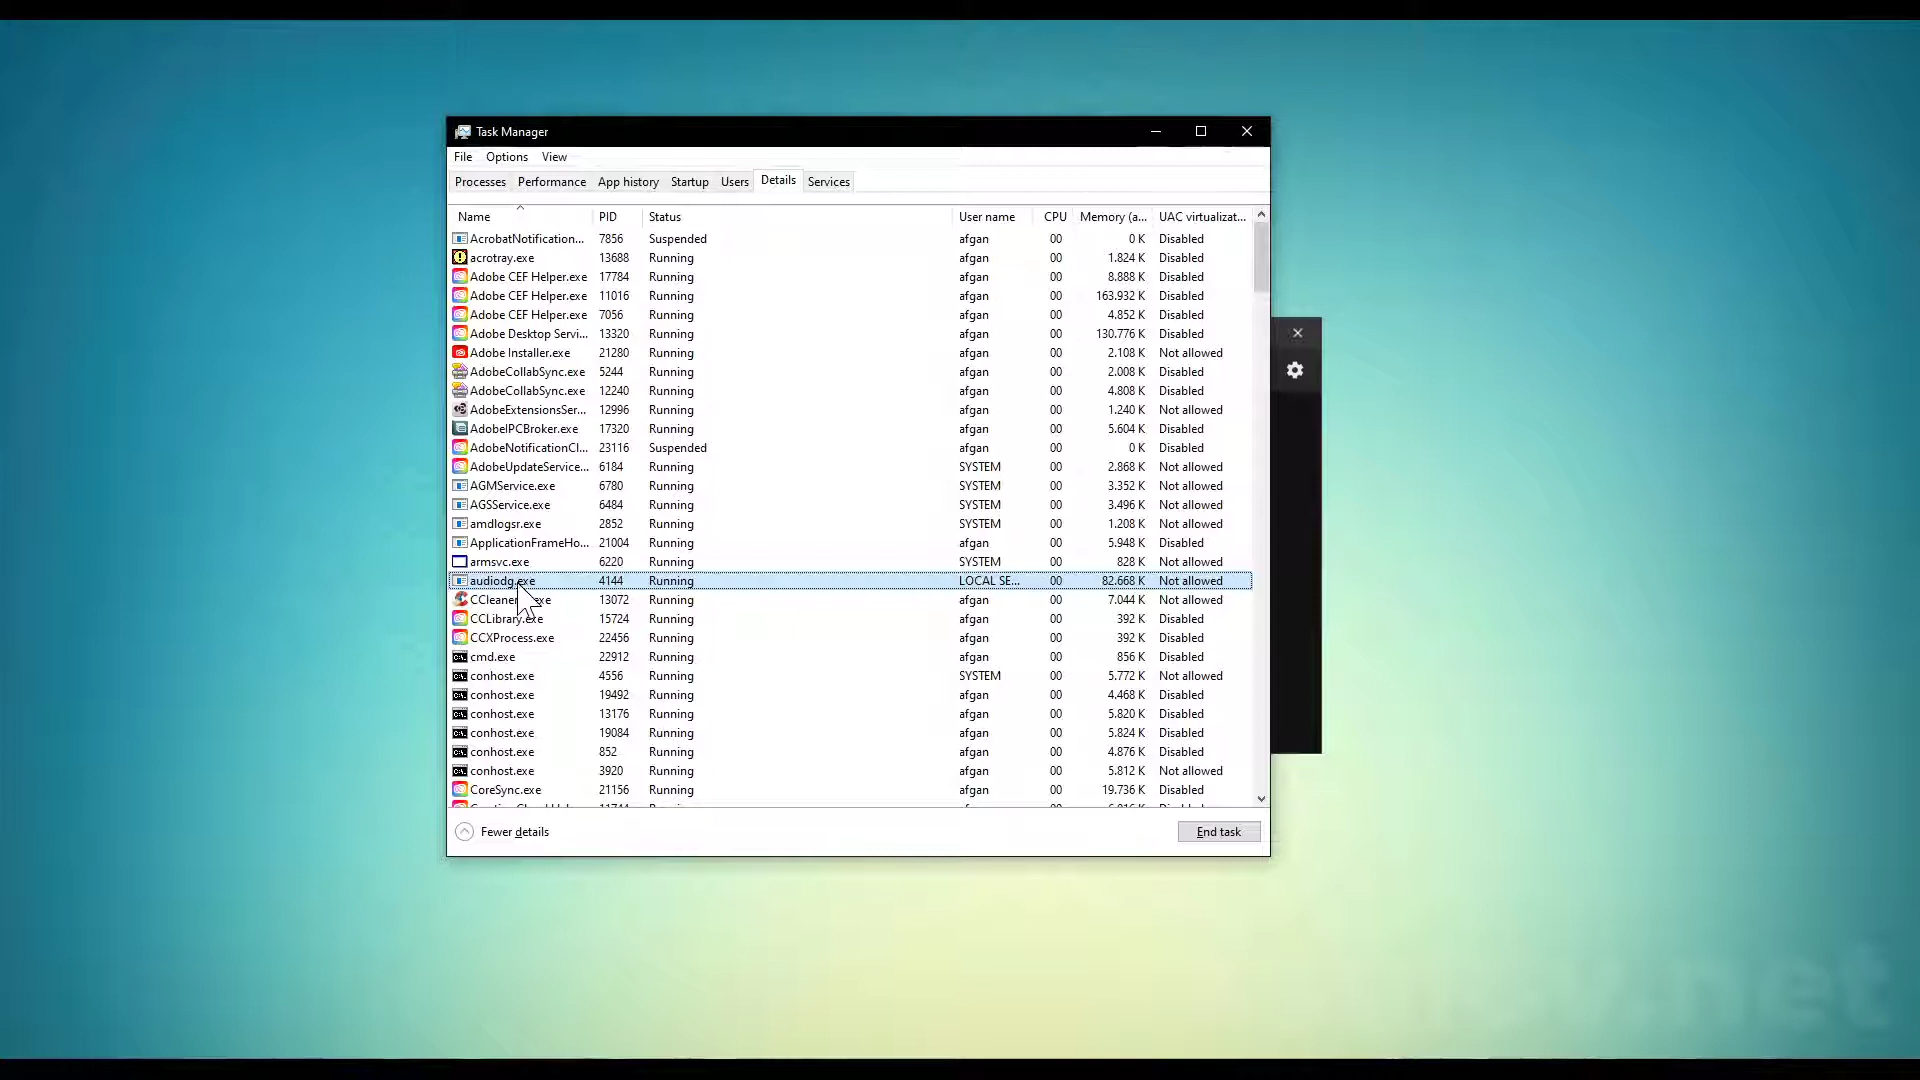 Task Manager
File Options View
Processes Performance App history Startup Users Details Services
Name PID Status User name CPU Memory (a... UAC virtualizat...
AcrobatNotification... 7856 Suspended afgan 00 0 K Disabled
acrotray.exe 13688 Running afgan 00 1.824 K Disabled
Adobe CEF Helper.exe 17784 Running afgan 00 8.888 K Disabled
Adobe CEF Helper.exe 11016 Running afgan 00 163.932 K Disabled
Adobe CEF Helper.exe 7056 Running afgan 00 4.852 K Disabled
Adobe Desktop Servi... 13320 Running afgan 00 130.776 K Disabled
Adobe Installer.exe 21280 Running afgan 00 2.108 K Not allowed
AdobeCollabSync.exe 5244 Running afgan 00 2.008 K Disabled
AdobeCollabSync.exe 12240 Running afgan 00 4.808 K Disabled
AdobeExtensionsSer... 12996 Running afgan 00 1.240 K Not allowed
AdobeIPCBroker.exe 17320 Running afgan 00 5.604 K Disabled
AdobeNotificationCl... 23116 Suspended afgan 00 0 K Disabled
AdobeUpdateService... 6184 Running SYSTEM 00 2.868 K Not allowed
AGMService.exe 6780 Running SYSTEM 00 3.352 K Not allowed
AGSService.exe 6484 Running SYSTEM 00 3.496 K Not allowed
amdlogsr.exe 2852 Running SYSTEM 00 1.208 K Not allowed
ApplicationFrameHo... 21004 Running afgan 00 5.948 K Disabled
armsvc.exe 6220 Running SYSTEM 00 828 K Not allowed
audiodg.exe 4144 Running LOCAL SE... 00 82.668 K Not allowed
CCleaner 13072 Running afgan 00 7.044 K Not allowed
CCLibrary.exe 15724 Running afgan 00 392 K Disabled
CCXProcess.exe 22456 Running afgan 00 392 K Disabled
cmd.exe 22912 Running afgan 00 856 K Disabled
conhost.exe 4556 Running SYSTEM 00 5.772 K Not allowed
conhost.exe 19492 Running afgan 00 4.468 K Disabled
conhost.exe 13176 Running afgan 00 5.820 K Disabled
conhost.exe 19084 Running afgan 00 5.824 K Disabled
conhost.exe 852 Running afgan 00 4.876 K Disabled
conhost.exe 3920 Running afgan 00 5.812 K Not allowed
CoreSync.exe 21156 Running afgan 00 19.736 K Disabled
Fewer details End task